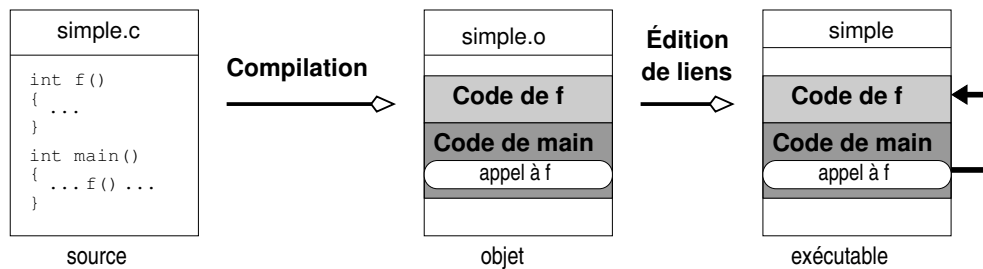 simple.c
int f()
{
...
}
int main()
{
... f() ...
}
source
Compilation
simple.o
Code de f
Code de main
appel à f
objet
Édition
de liens
simple
Code de f
Code de main
appel à f
exécutable